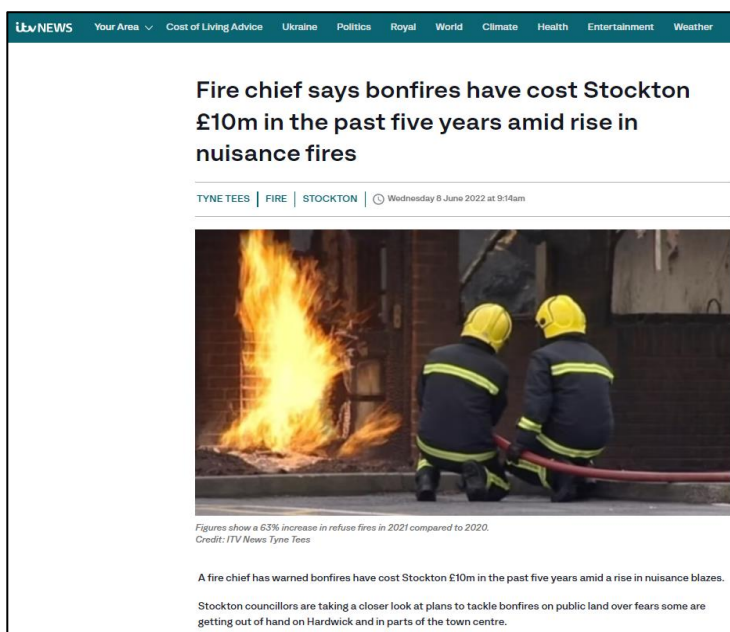 itvNEWS Your Area Cost of Living Advice Ukraine Politics Royal World Climate Health Entertainment Weather
Fire chief says bonfires have cost Stockton
£10m in the past five years amid rise in
nuisance fires
TYNE TEES FIRE STOCKTON Wednesday 8 June 2022 at 9:14am
Figures show a 63% increase in refuse fires in 2021 compared to 2020.
Credit: ITV News Tyne Tees
A fire chief has warned bonfires have cost Stockton £10m in the past five years amid a rise in nuisance blazes.
Stockton councillors are taking a closer look at plans to tackle bonfires on public land over fears some are
getting out of hand on Hardwick and in parts of the town centre.